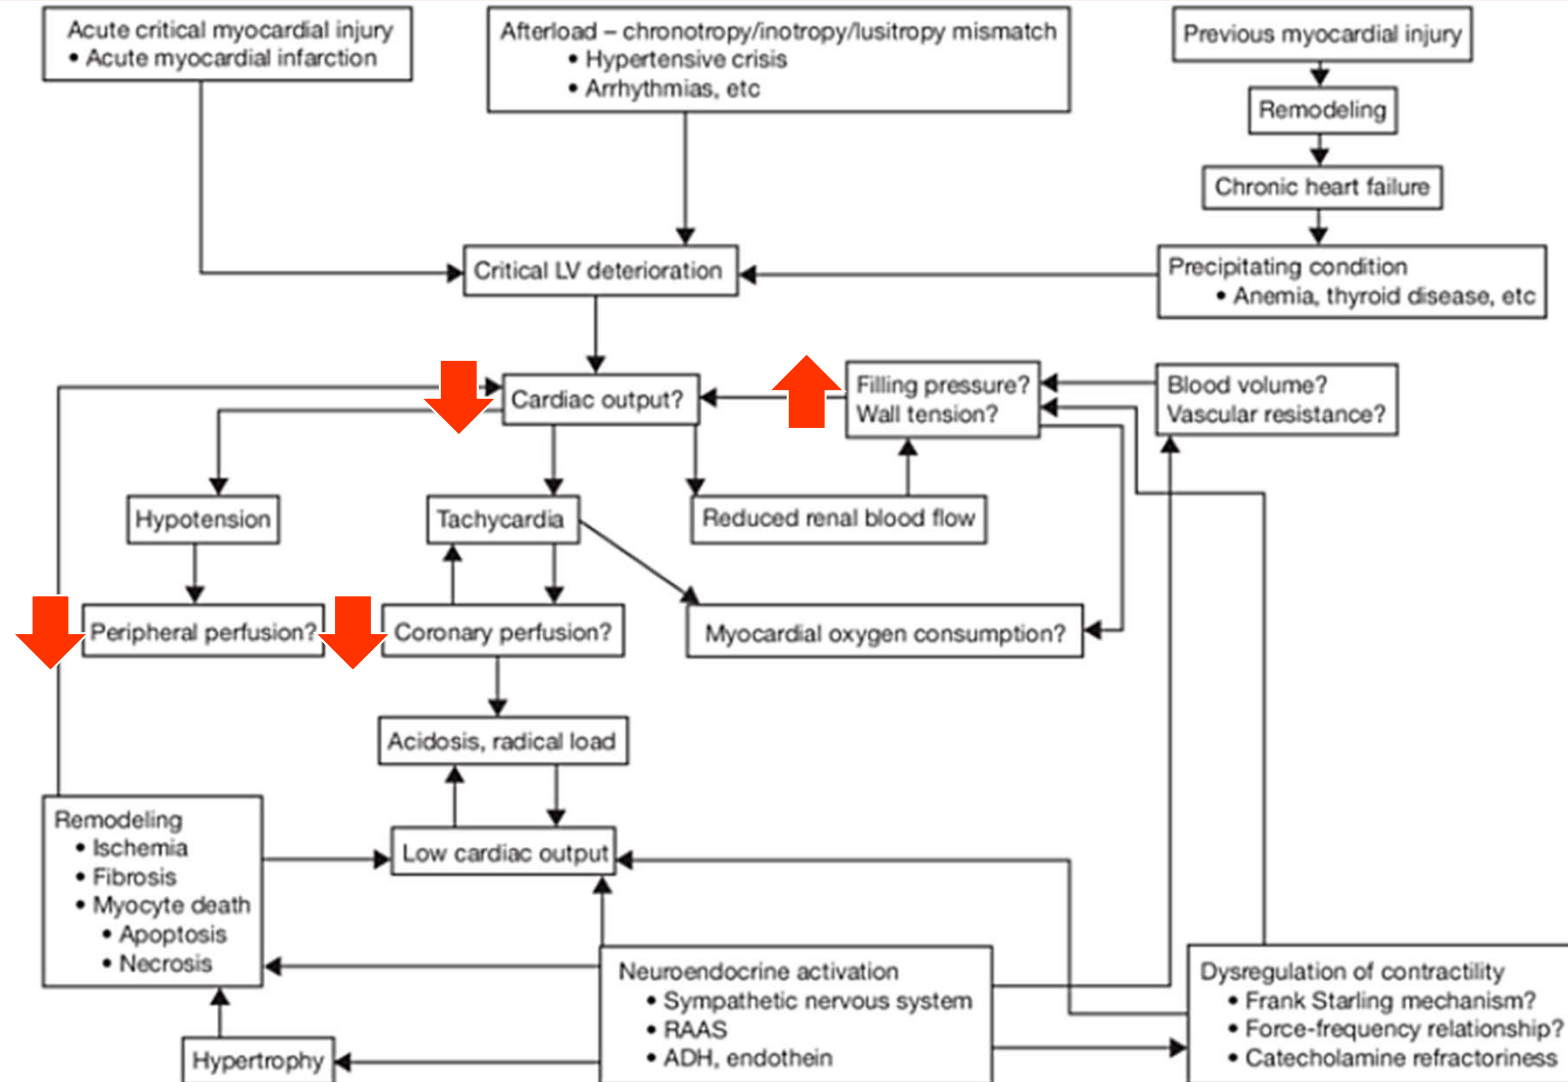 Acute critical myocardial injury
• Acute myocardial infarction
Afterload – chronotropy/inotropy/lusitropy mismatch
• Hypertensive crisis
• Arrhythmias, etc
Previous myocardial injury
Remodeling
Chronic heart failure
Precipitating condition
• Anemia, thyroid disease, etc
Critical LV deterioration
Cardiac output?
Filling pressure?
Wall tension?
Blood volume?
Vascular resistance?
Hypotension
Tachycardia
Reduced renal blood flow
Peripheral perfusion?
Coronary perfusion?
Myocardial oxygen consumption?
Acidosis, radical load
Low cardiac output
Remodeling
• Ischemia
• Fibrosis
• Myocyte death
• Apoptosis
• Necrosis
Hypertrophy
Neuroendocrine activation
• Sympathetic nervous system
• RAAS
• ADH, endothein
Dysregulation of contractility
• Frank Starling mechanism?
• Force-frequency relationship?
• Catecholamine refractoriness